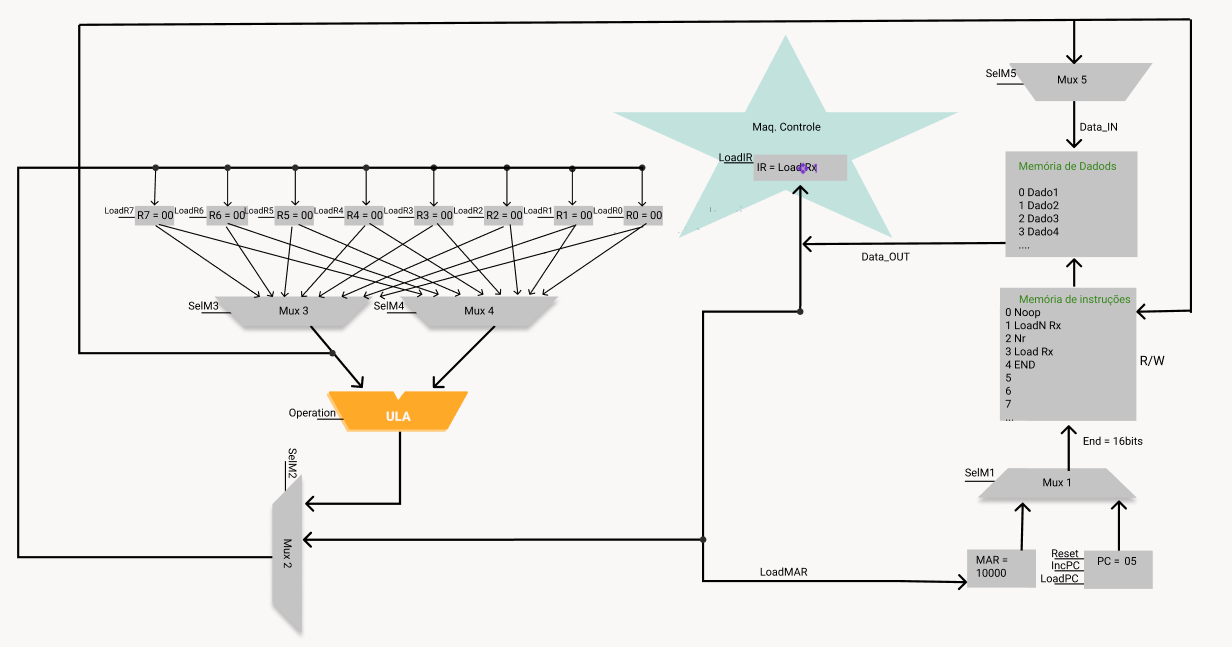 SelM5
Mux 5
Data_IN
Maq. Controle
LoadIR
IR = Load Rx
Memória de Dadods
0 Dado1
1 Dado2
2 Dado3
3 Dado4
....
Data_OUT
LoadR7
R7 = 00
LoadR6
R6 = 00
LoadR5
R5 = 00
LoadR4
R4 = 00
LoadR3
R3 = 00
LoadR2
R2 = 00
LoadR1
R1 = 00
LoadR0
R0 = 00
SelM3
Mux 3
SelM4
Mux 4
Memória de instruções
0 Noop
1 LoadN Rx
2 Nr
3 Load Rx
4 END
5
6
7
...
R/W
Operation
ULA
End = 16bits
SelM2
Mux 2
SelM1
Mux 1
LoadMAR
MAR =
10000
Reset
IncPC
LoadPC
PC = 05